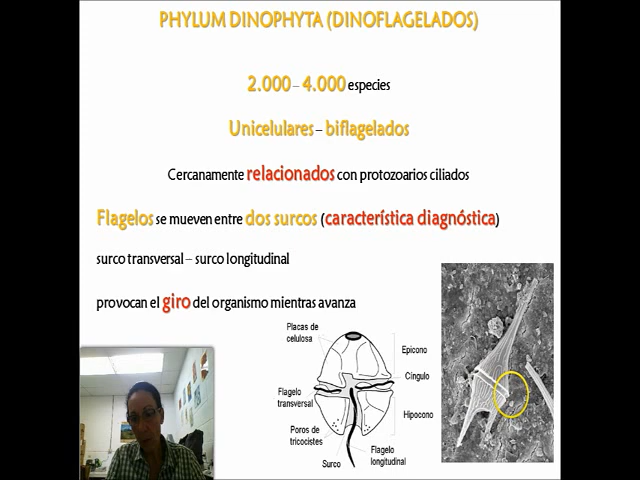 PHYLUM DINOPHYTA (DINOFLAGELADOS)
2.000 – 4.000 especies
Unicelulares – biflagelados
Cercanamente relacionados con protozoarios ciliados
Flagelos se mueven entre dos surcos (característica diagnóstica)
surco transversal – surco longitudinal
provocan el giro del organismo mientras avanza
Placas de
celulosa
Epicono
Cíngulo
Flagelo
transversal
Hipocono
Poros de
tricocistes
Surco
Flagelo
longitudinal